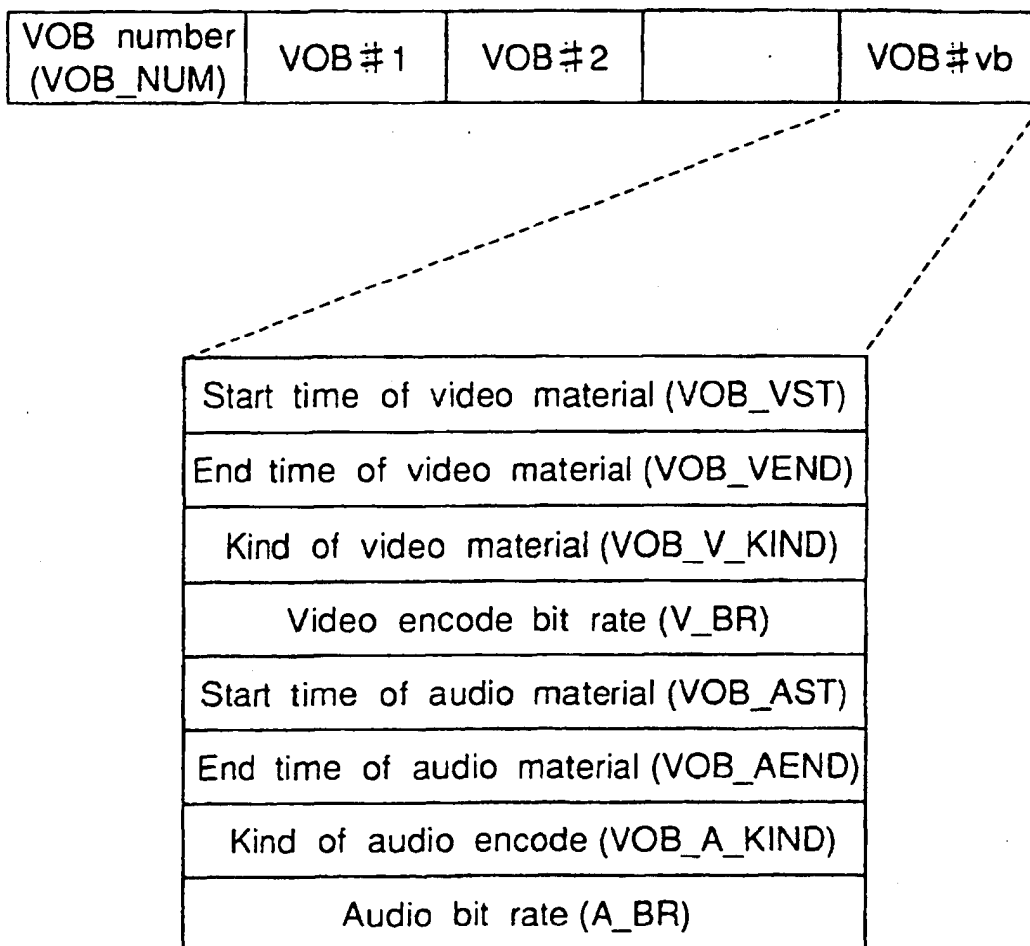 VOB number
(VOB_NUM)
VOB#1
VOB#2
VOB#vb
Start time of video material (VOB_VST)
End time of video material (VOB_VEND)
Kind of video material (VOB_V_KIND)
Video encode bit rate (V_BR)
Start time of audio material (VOB_AST)
End time of audio material (VOB_AEND)
Kind of audio encode (VOB_A_KIND)
Audio bit rate (A_BR)